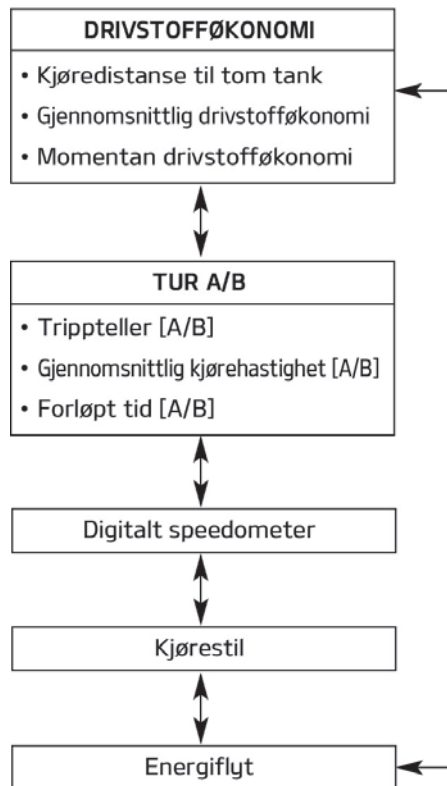 DRIVSTOFFØKONOMI
• Kjøredistanse til tom tank
• Gjennomsnittlig drivstofføkonomi
• Momentan drivstofføkonomi
TUR A/B
• Trippteller [A/B]
• Gjennomsnittlig kjørehastighet [A/B]
• Forløpt tid [A/B]
Digitalt speedometer
Kjørestil
Energiflyt